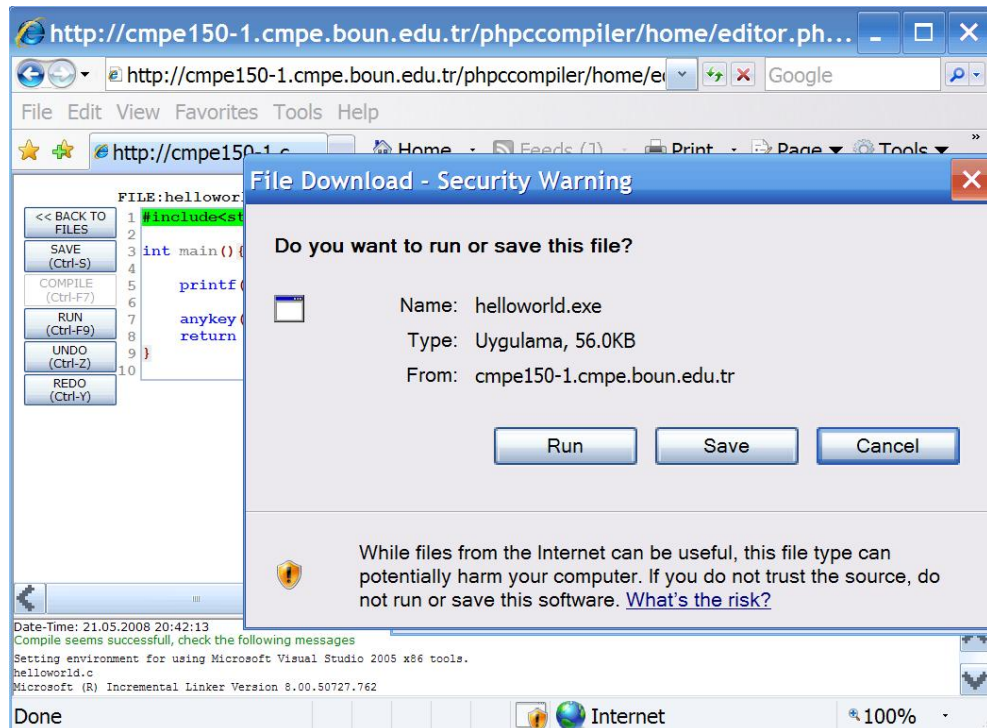 http://cmpe150-1.cmpe.boun.edu.tr/phpccompiler/home/editor.ph...
http://cmpe150-1.cmpe.boun.edu.tr/phpccompiler/home/e
Google
File Edit View Favorites Tools Help
http://cmpe150-1.c
Home
Feeds (1)
Print
Page
Tools
»
FILE:hellowor
<< BACK TO
FILES
SAVE
(Ctrl-S)
COMPILE
(Ctrl-F7)
RUN
(Ctrl-F9)
UNDO
(Ctrl-Z)
REDO
(Ctrl-Y)
1 #include<st
2
3 int main(){
4
5 printf(
6
7 anykey(
8 return
9 }
10
File Download - Security Warning
Do you want to run or save this file?
Name: helloworld.exe
Type: Uygulama, 56.0KB
From: cmpe150-1.cmpe.boun.edu.tr
Run
Save
Cancel
While files from the Internet can be useful, this file type can
potentially harm your computer. If you do not trust the source, do
not run or save this software. What's the risk?
Date-Time: 21.05.2008 20:42:13
Compile seems successfull, check the following messages
Setting environment for using Microsoft Visual Studio 2005 x86 tools.
helloworld.c
Microsoft (R) Incremental Linker Version 8.00.50727.762
Done
Internet
100%